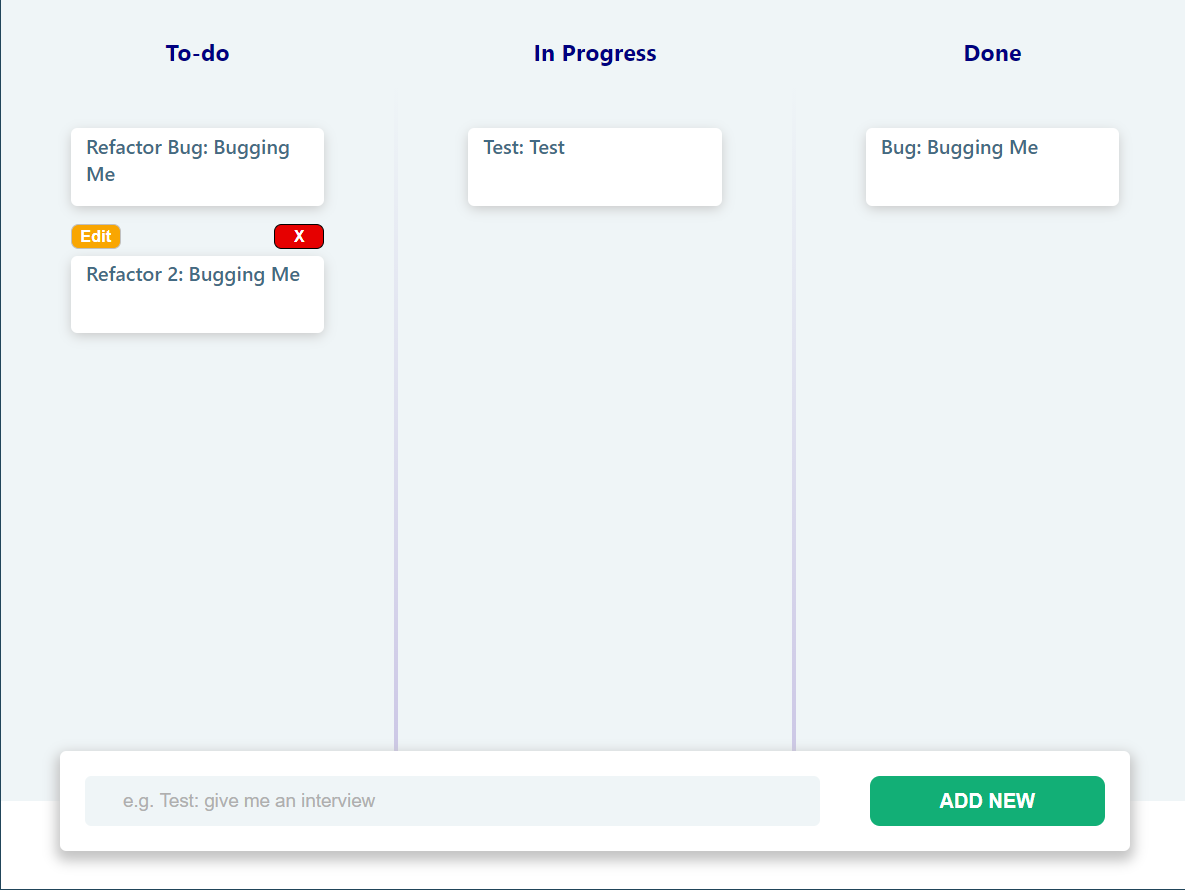 To-do
In Progress
Done
Refactor Bug: Bugging
Me
Test: Test
Bug: Bugging Me
Edit
X
Refactor 2: Bugging Me
e.g. Test: give me an interview
ADD NEW